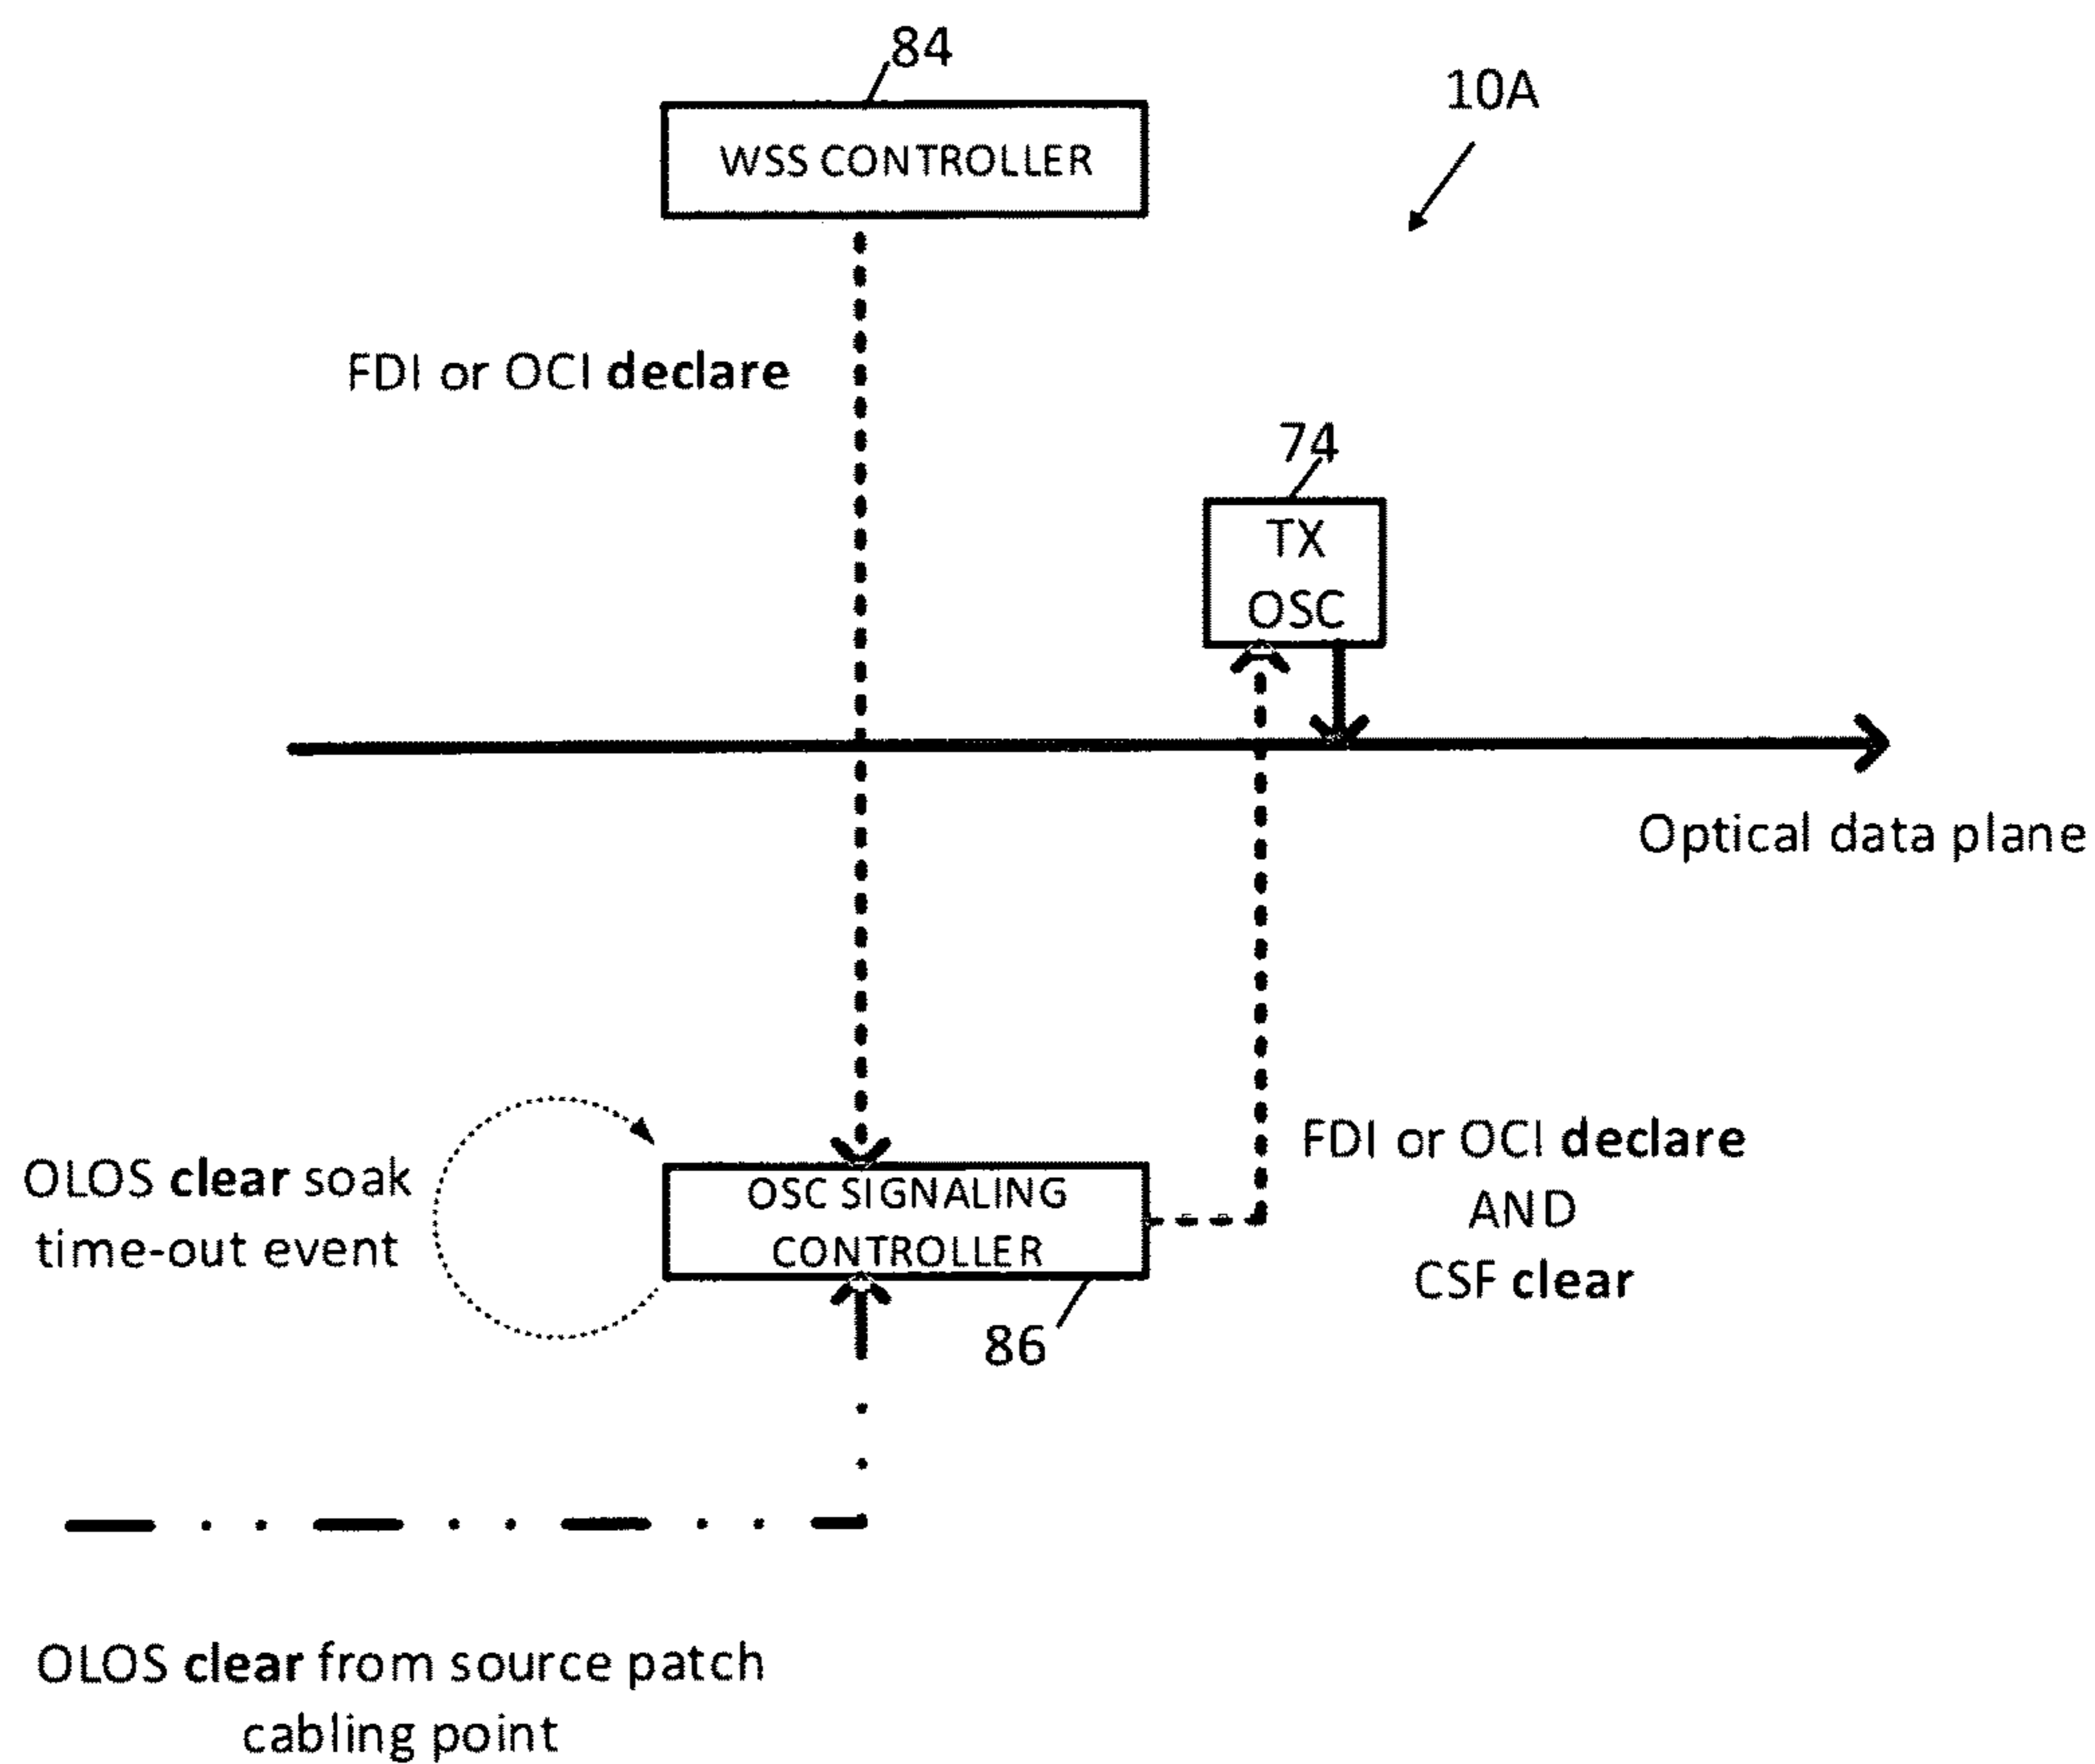 84
10A
WSS CONTROLLER
FDI or OCI declare
74
TX
OSC
Optical data plane
FDI or OCI declare
AND
CSF clear
OLOS clear soak
time-out event
OSC SIGNALING
CONTROLLER
86
OLOS clear from source patch
cabling point